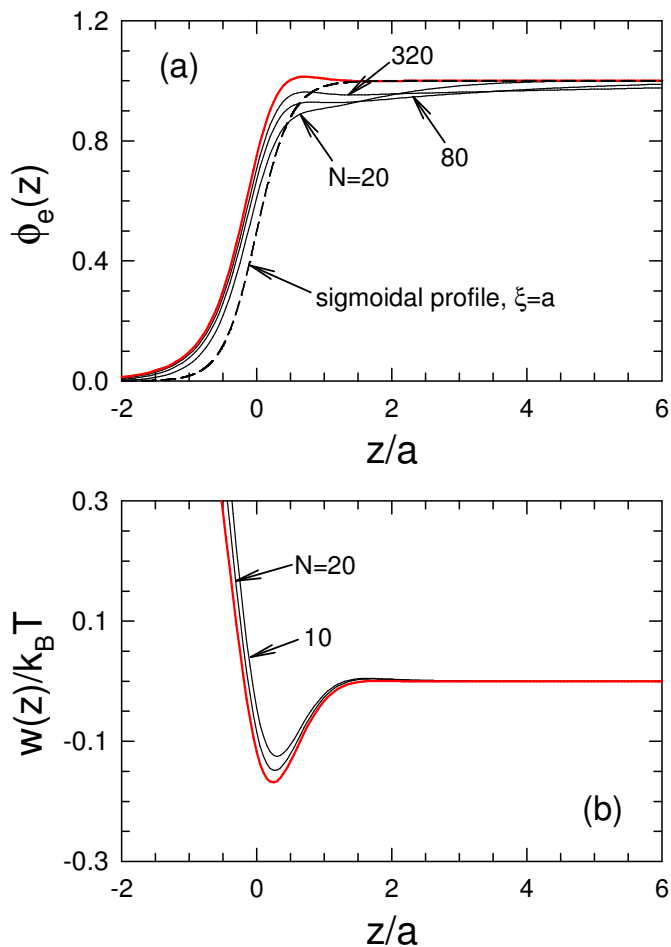 (a)
1.2
0.8
0.4
0.0
ϕe(z)
320
N=20
80
sigmoidal profile, ξ=a
-2 0 2 4 6
z/a
0.3
0.1
-0.1
-0.3
w(z)/kBT
N=20
10
(b)
-2 0 2 4 6
z/a